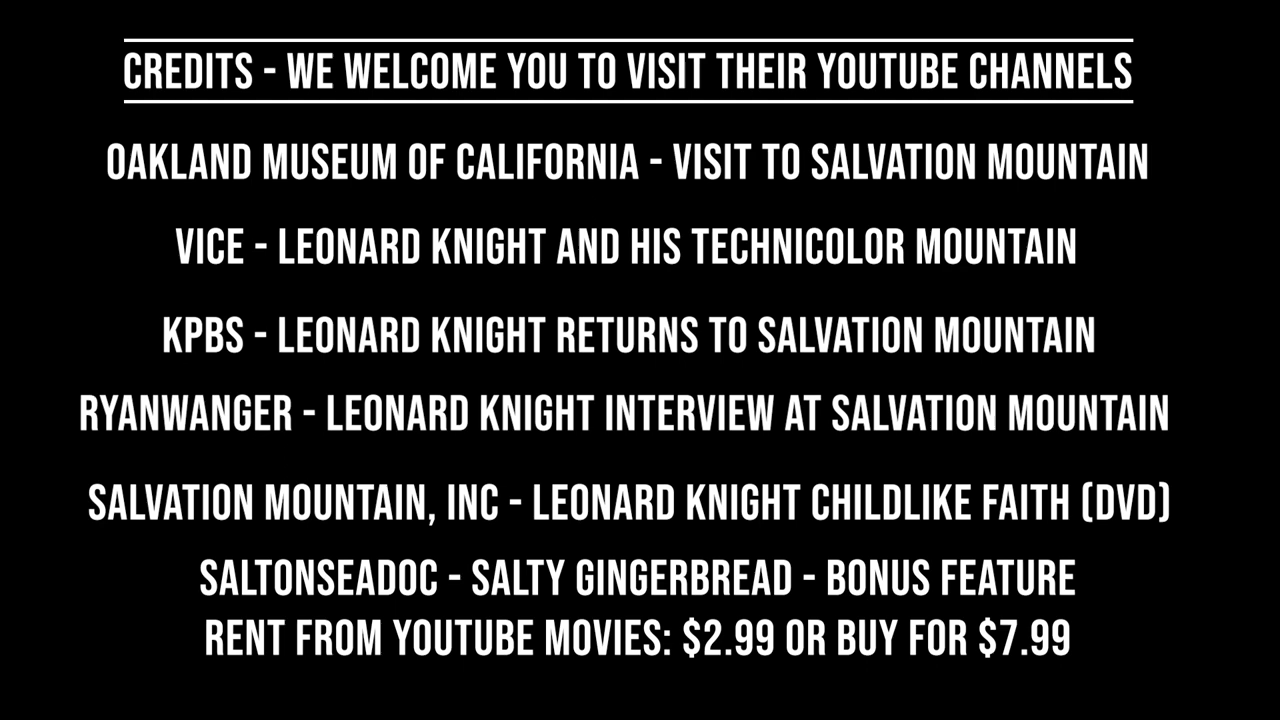 CREDITS - WE WELCOME YOU TO VISIT THEIR YOUTUBE CHANNELS
OAKLAND MUSEUM OF CALIFORNIA - VISIT TO SALVATION MOUNTAIN
VICE - LEONARD KNIGHT AND HIS TECHNICOLOR MOUNTAIN
KPBS - LEONARD KNIGHT RETURNS TO SALVATION MOUNTAIN
RYANWANGER - LEONARD KNIGHT INTERVIEW AT SALVATION MOUNTAIN
SALVATION MOUNTAIN, INC - LEONARD KNIGHT CHILDLIKE FAITH (DVD)
SALTONSEADOC - SALTY GINGERBREAD - BONUS FEATURE
RENT FROM YOUTUBE MOVIES: $2.99 OR BUY FOR $7.99